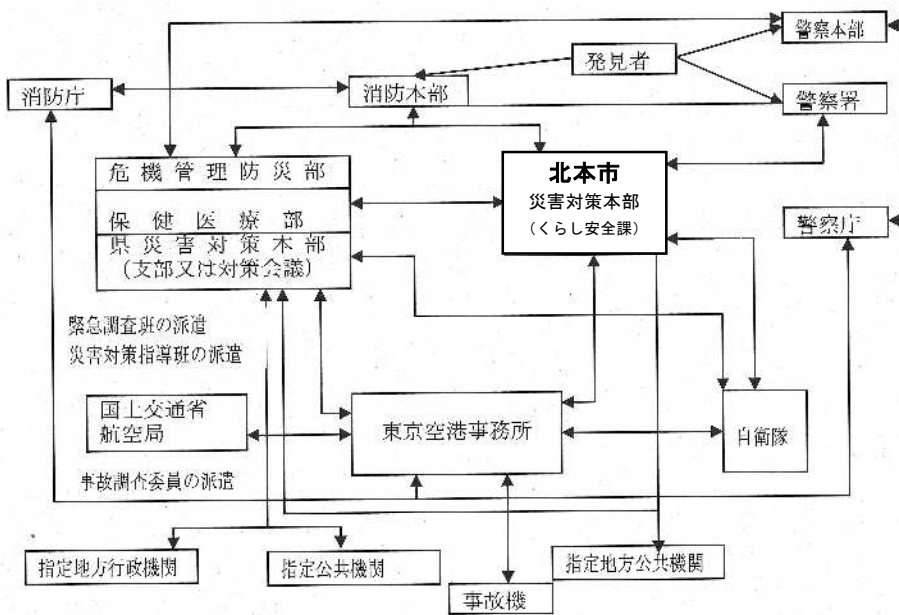 警察本部
発見者
消防庁
消防本部
警察署
危機管理防災部
保健医療部
県災害対策本部
(支部又は対策会議)
北本市
災害対策本部
(くらし安全課)
警察庁
緊急調査班の派遣
災害対策指導班の派遣
国土交通省
航空局
東京空港事務所
自衛隊
事故調査委員の派遣
指定地方行政機関
指定公共機関
指定地方公共機関
事故機